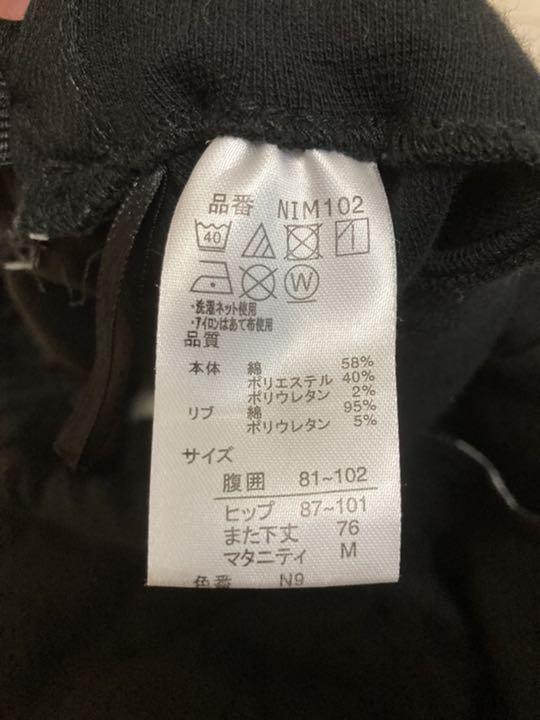 品番 NIM102
40
W
・洗濯ネット使用
・アイロンはあて布使用
品質
本体 綿 58%
ポリエステル 40%
ポリウレタン 2%
リブ 綿 95%
ポリウレタン 5%
サイズ
腹囲 81~102
ヒップ 87~101
また下丈 76
マタニティ M
色番 N9